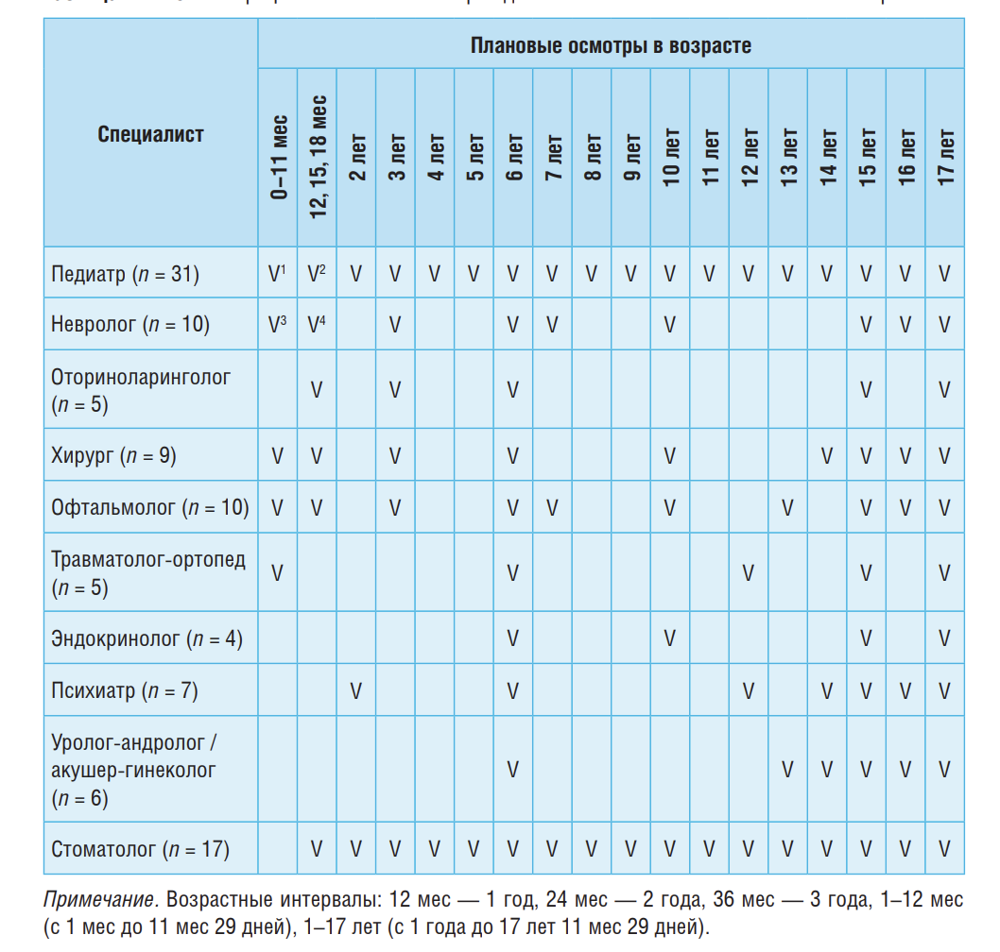 Плановые осмотры в возрасте
Специалист
0–11 мес
12, 15, 18 мес
2 лет
3 лет
4 лет
5 лет
6 лет
7 лет
8 лет
9 лет
10 лет
11 лет
12 лет
13 лет
14 лет
15 лет
16 лет
17 лет
Педиатр (n = 31) V¹ V² V V V V V V V V V V V V V V V V
Невролог (n = 10) V³ V⁴ V V V V V V V
Оториноларинголог
(n = 5) V V V V V
Хирург (n = 9) V V V V V V V V V
Офтальмолог (n = 10) V V V V V V V V V V
Травматолог-ортопед
(n = 5) V V V V V
Эндокринолог (n = 4) V V V V
Психиатр (n = 7) V V V V V V V
Уролог-андролог /
акушер-гинеколог
(n = 6) V V V V V V
Стоматолог (n = 17) V V V V V V V V V V V V V V V V V
Примечание. Возрастные интервалы: 12 мес — 1 год, 24 мес — 2 года, 36 мес — 3 года, 1–12 мес
(с 1 мес до 11 мес 29 дней), 1–17 лет (с 1 года до 17 лет 11 мес 29 дней).